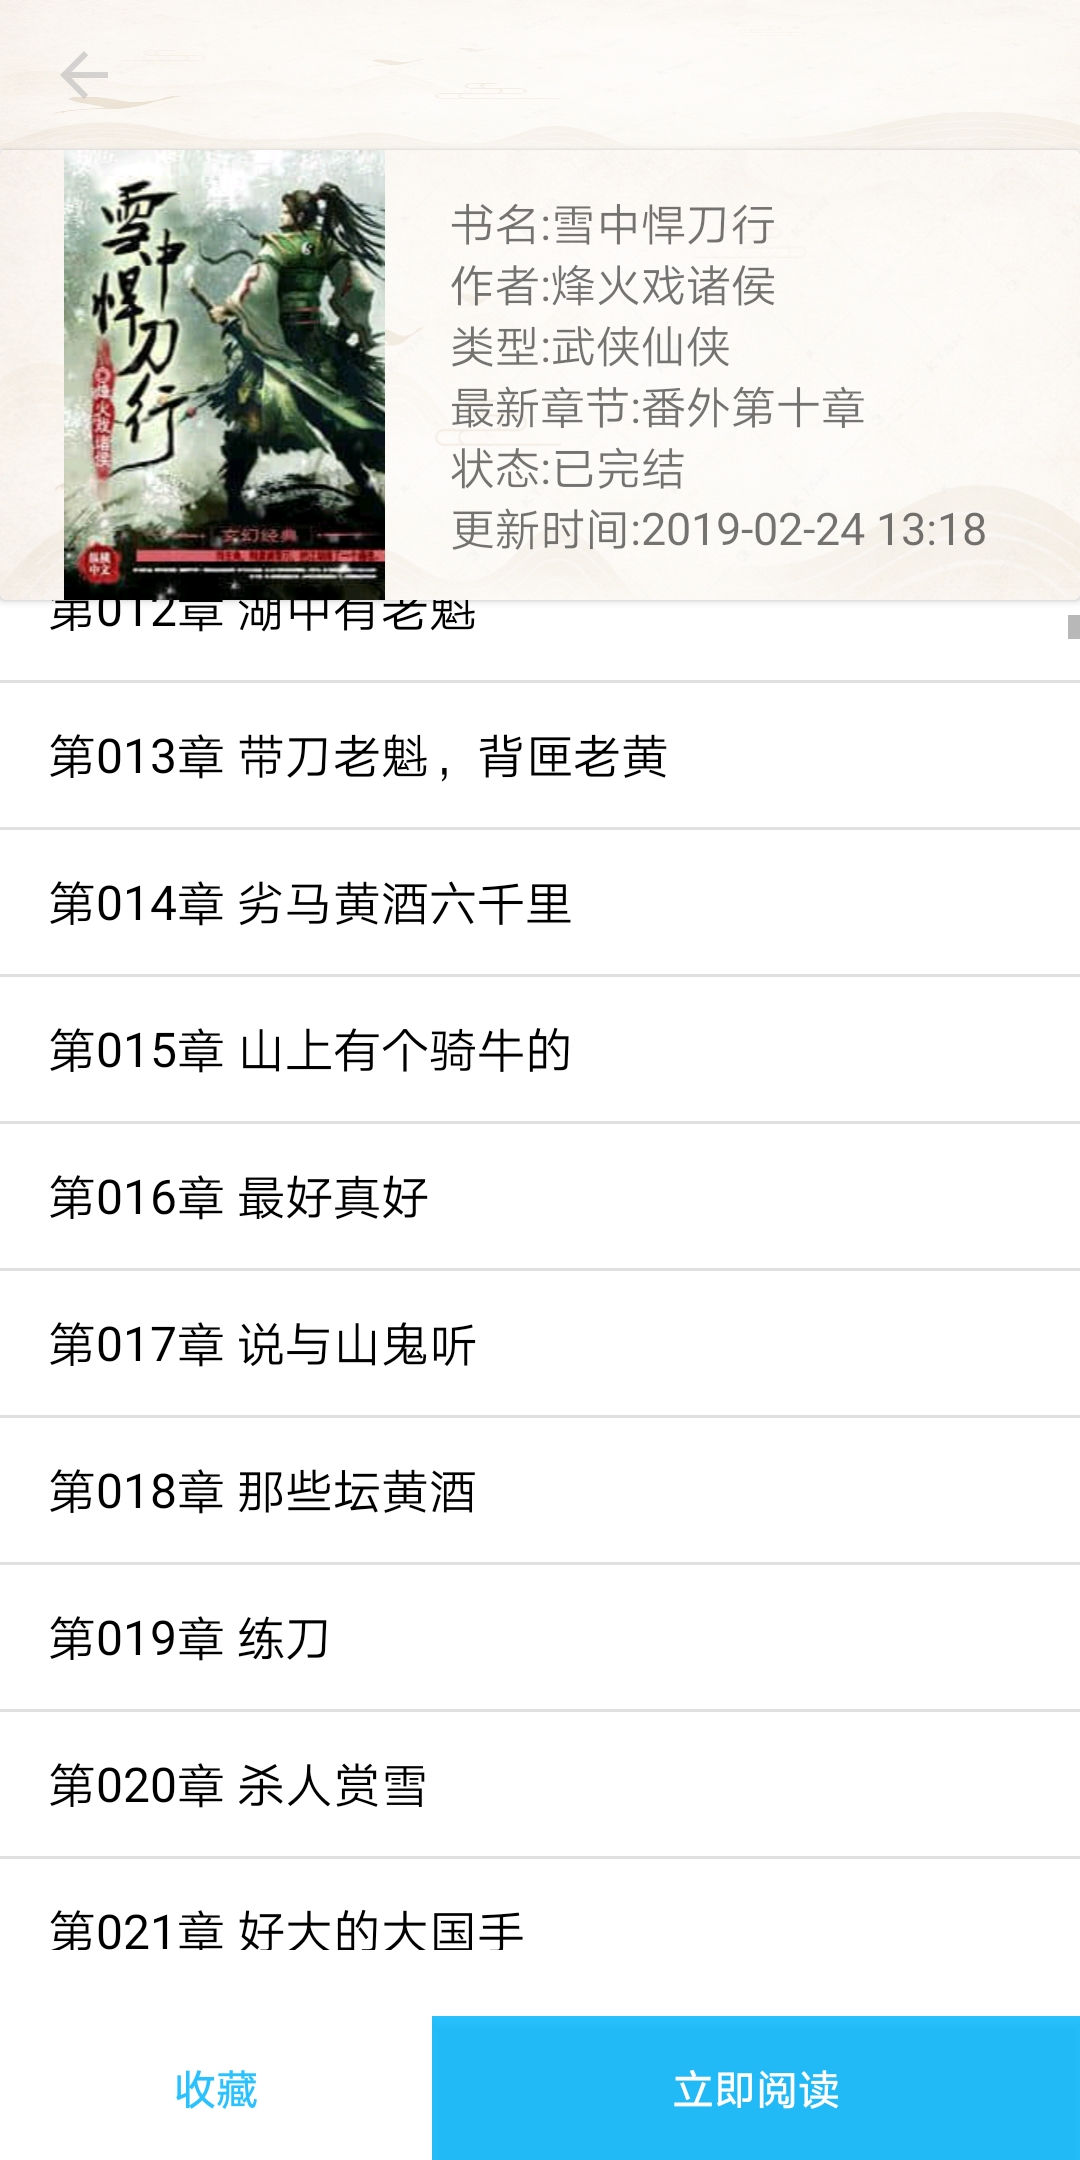 雪中悍刀行
烽火戏诸侯
玄幻经典
纵横
中文
书名:雪中悍刀行
作者:烽火戏诸侯
类型:武侠仙侠
最新章节:番外第十章
状态:已完结
更新时间:2019-02-24 13:18
第012章 湖中有老魁
第013章 带刀老魁，背匣老黄
第014章 劣马黄酒六千里
第015章 山上有个骑牛的
第016章 最好真好
第017章 说与山鬼听
第018章 那些坛黄酒
第019章 练刀
第020章 杀人赏雪
第021章 好大的大国手
收藏
立即阅读